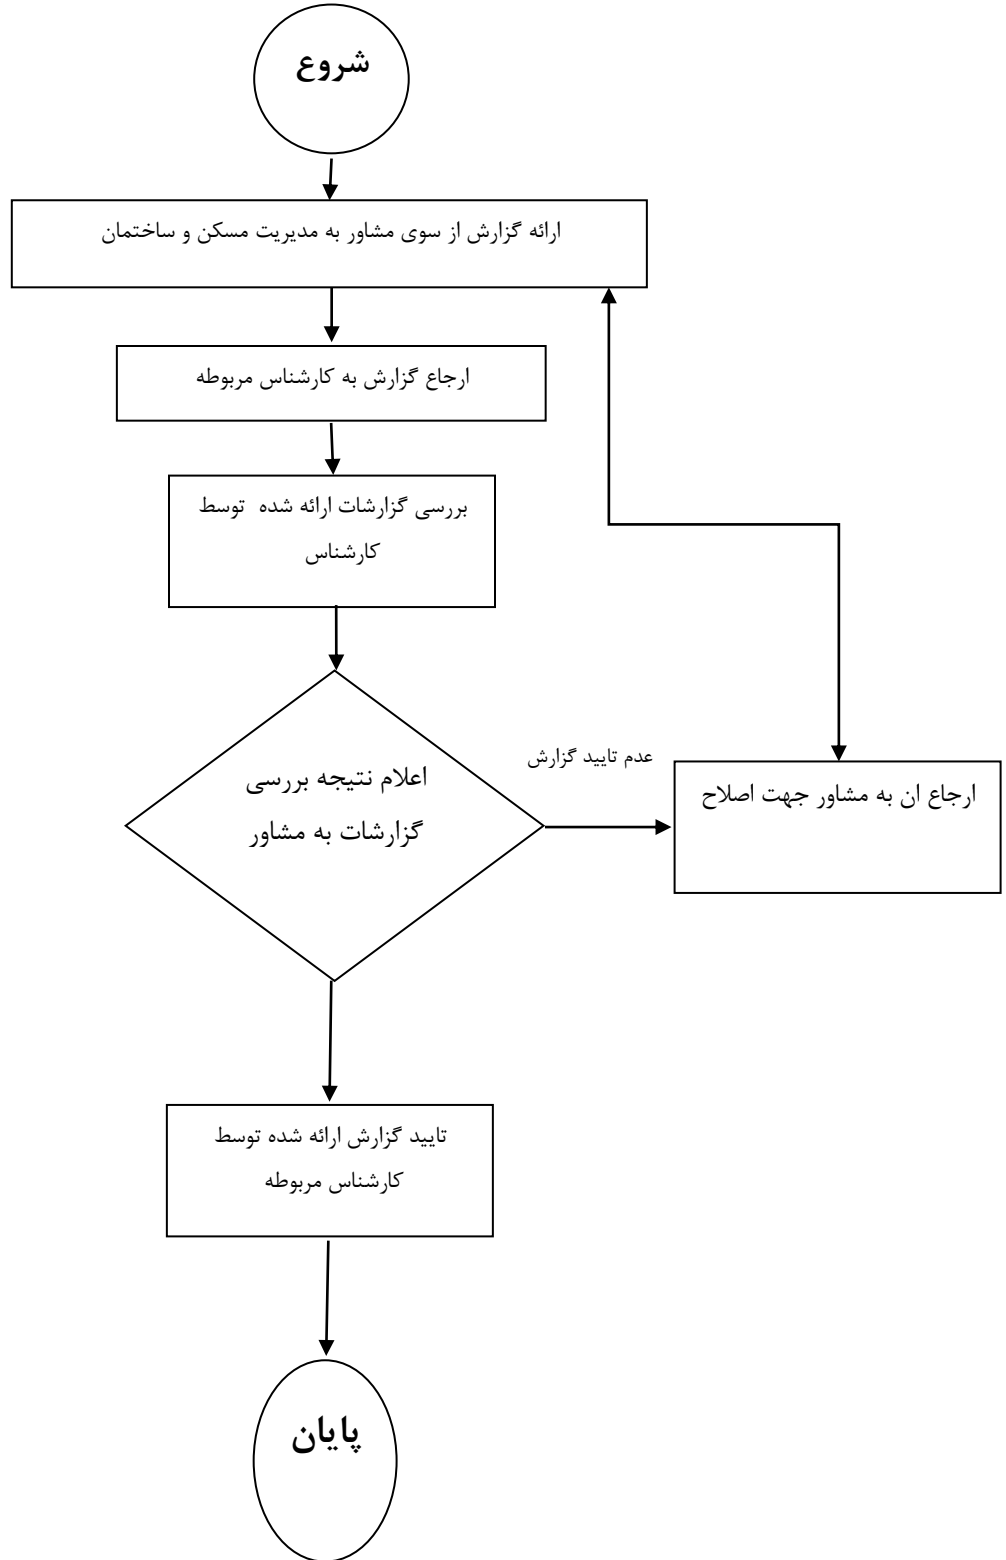 شروع
ارائه گزارش از سوی مشاور به مدیریت مسکن و ساختمان
ارجاع گزارش به کارشناس مربوطه
بررسی گزارشات ارائه شده توسط
کارشناس
اعلام نتیجه بررسی
گزارشات به مشاور
عدم تایید گزارش
ارجاع ان به مشاور جهت اصلاح
تایید گزارش ارائه شده توسط
کارشناس مربوطه
پایان